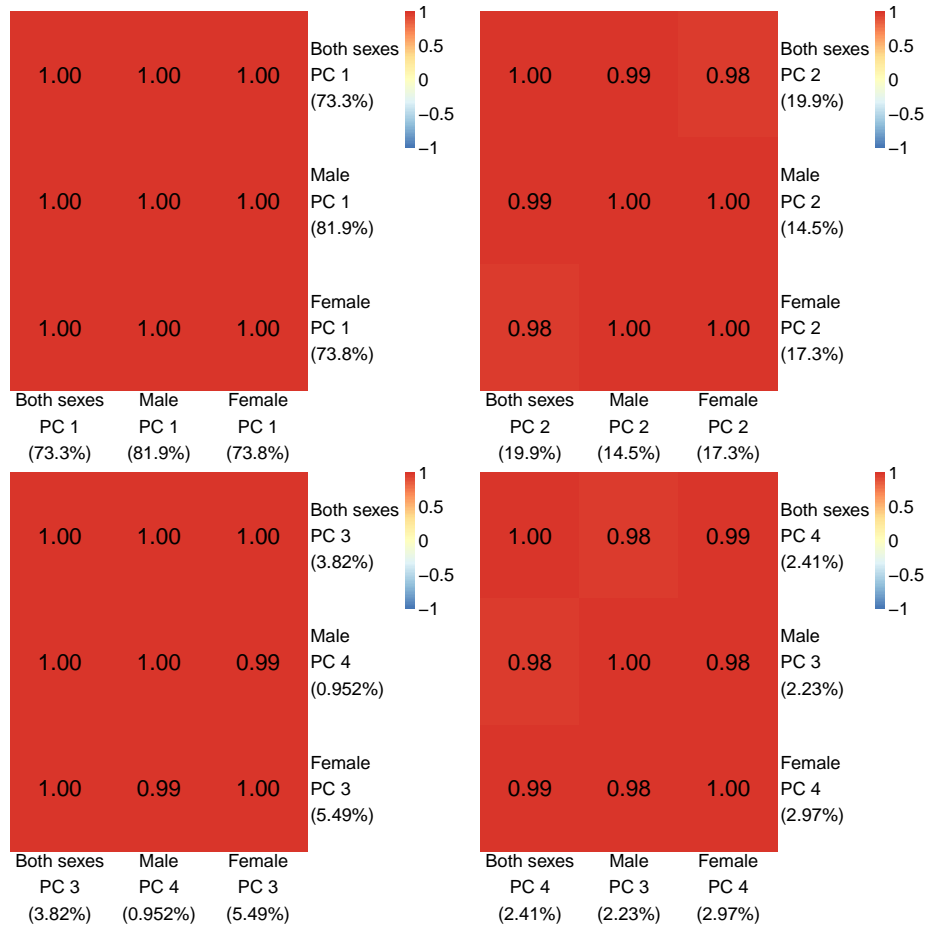 1
0.5
0
−0.5
−1
Both sexes
PC 1
(73.3%)
1.00 1.00 1.00
Male
PC 1
(81.9%)
1.00 1.00 1.00
Female
PC 1
(73.8%)
1.00 1.00 1.00
Both sexes Male Female
PC 1 PC 1 PC 1
(73.3%) (81.9%) (73.8%)
1
0.5
0
−0.5
−1
Both sexes
PC 2
(19.9%)
1.00 0.99 0.98
Male
PC 2
(14.5%)
0.99 1.00 1.00
Female
PC 2
(17.3%)
0.98 1.00 1.00
Both sexes Male Female
PC 2 PC 2 PC 2
(19.9%) (14.5%) (17.3%)
1
0.5
0
−0.5
−1
Both sexes
PC 3
(3.82%)
1.00 1.00 1.00
Male
PC 4
(0.952%)
1.00 1.00 0.99
Female
PC 3
(5.49%)
1.00 0.99 1.00
Both sexes Male Female
PC 3 PC 4 PC 3
(3.82%) (0.952%) (5.49%)
1
0.5
0
−0.5
−1
Both sexes
PC 4
(2.41%)
1.00 0.98 0.99
Male
PC 3
(2.23%)
0.98 1.00 0.98
Female
PC 4
(2.97%)
0.99 0.98 1.00
Both sexes Male Female
PC 4 PC 3 PC 4
(2.41%) (2.23%) (2.97%)